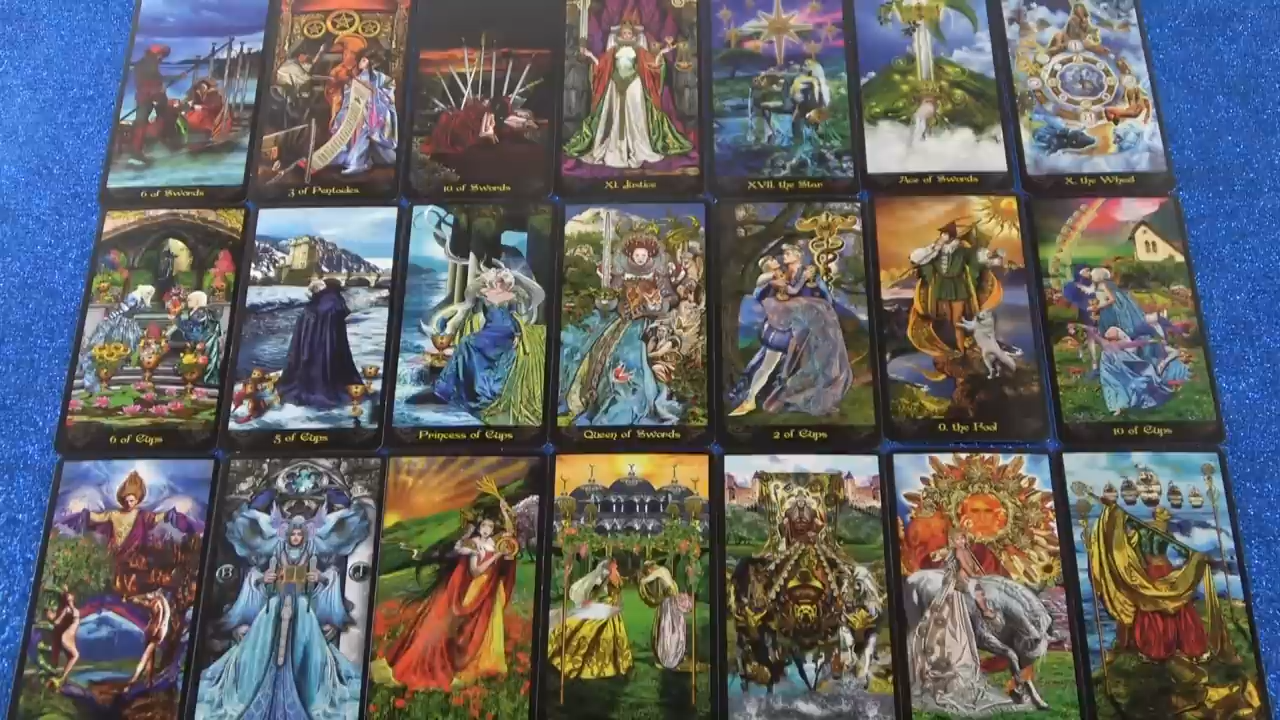 6 of Swords
3 of Pentacles
10 of Swords
XI. Justice
XVII. the Star
Ace of Swords
X. the Wheel
6 of Cups
5 of Cups
Princess of Cups
Queen of Swords
2 of Cups
0. the Fool
10 of Cups
B
J